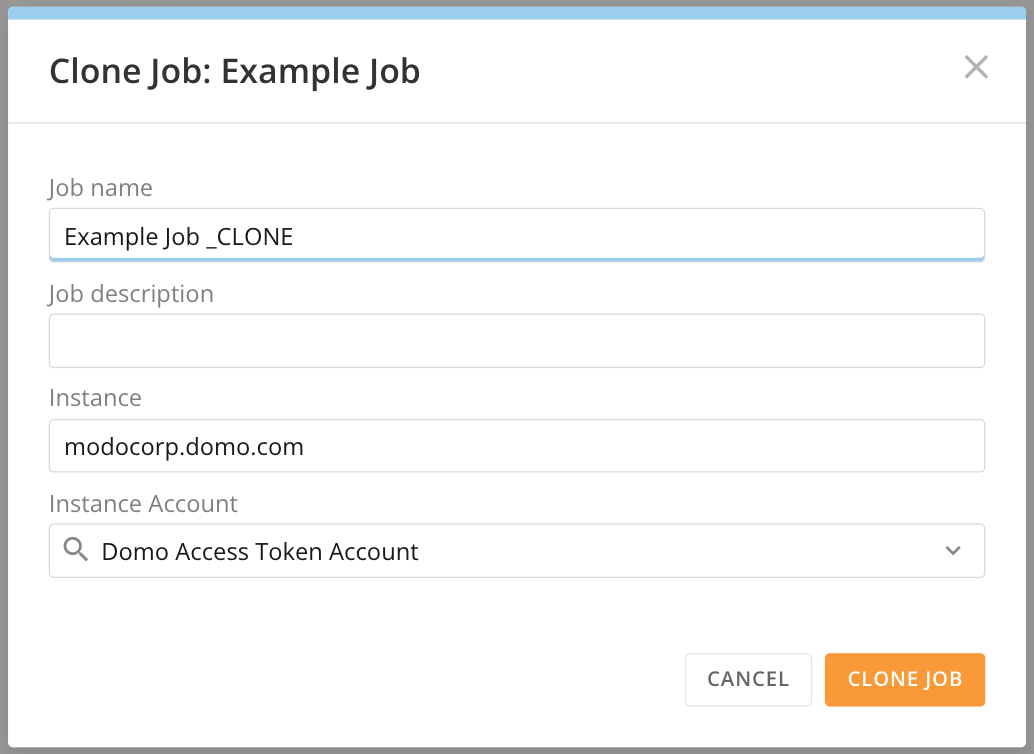 Clone Job: Example Job
Job name
Example Job _CLONE
Job description
Instance
modocorp.domo.com
Instance Account
Domo Access Token Account
CANCEL
CLONE JOB